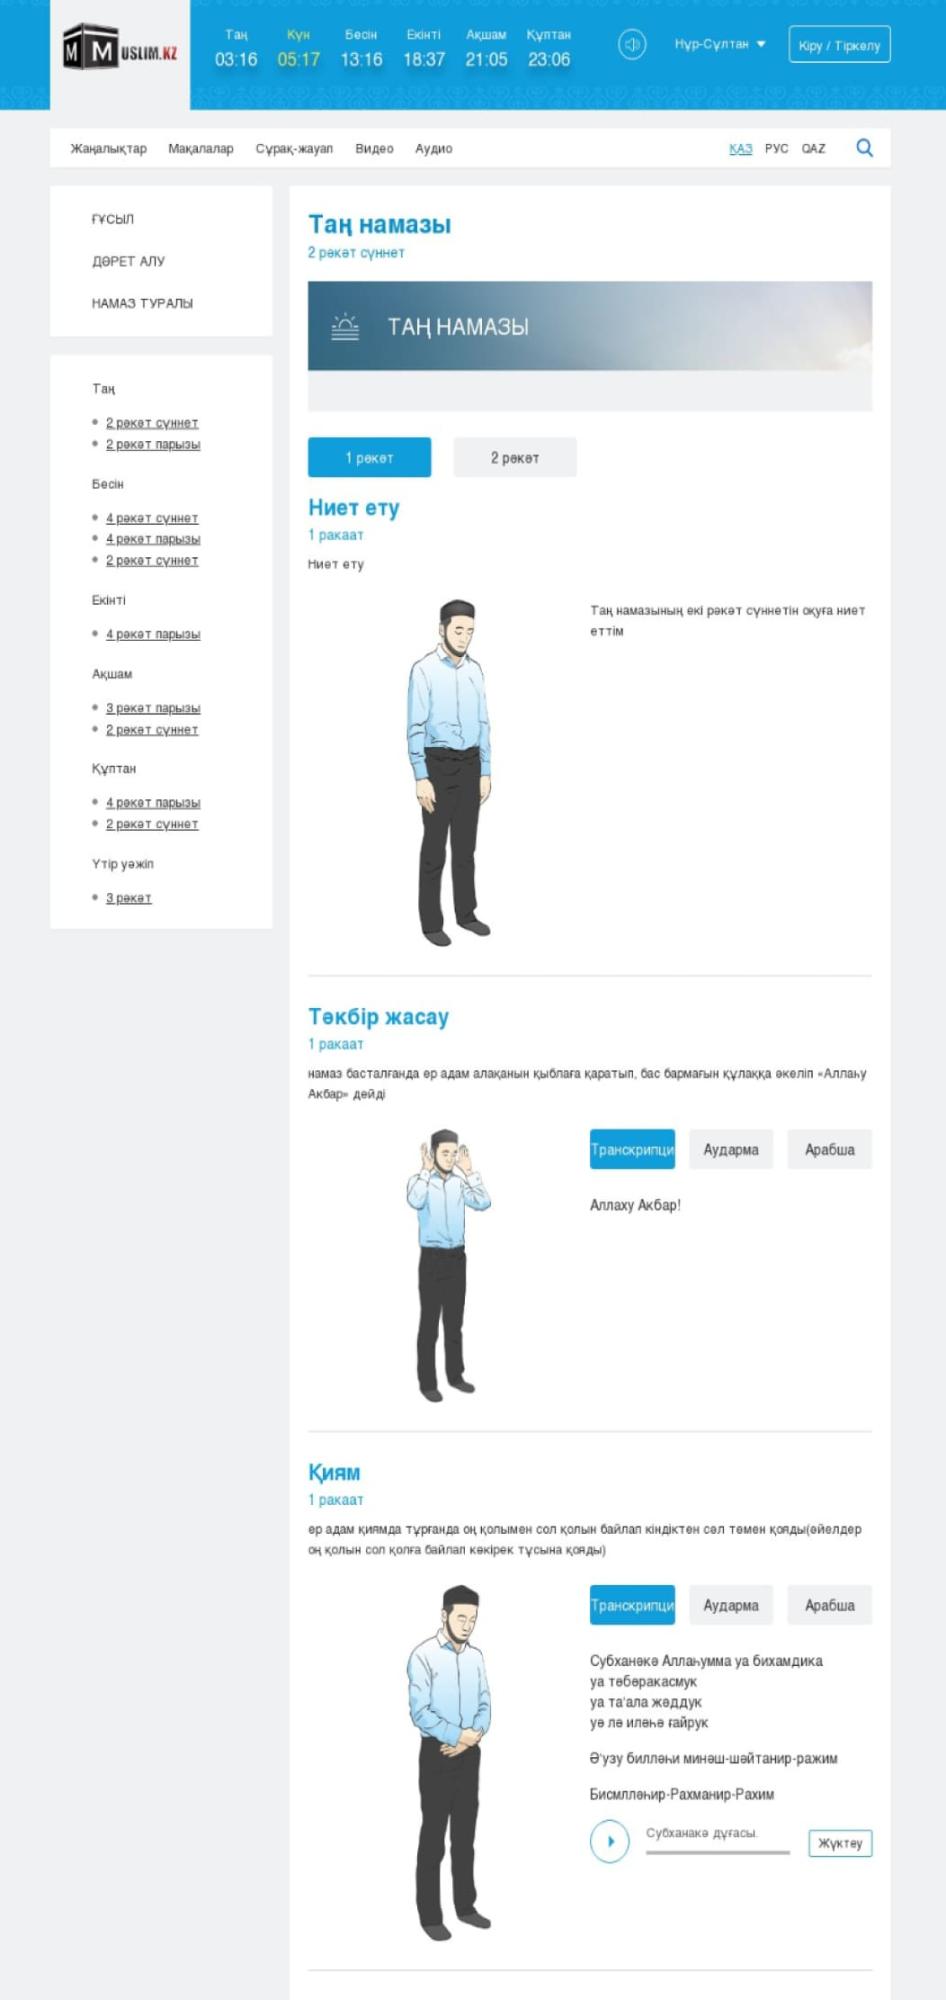 MMUSLIM.KZ
Таң Күн Бесін Екінті Ақшам Құптан
03:16 05:17 13:16 18:37 21:05 23:06
Нұр-Сұлтан
Кіру / Тіркелу
Жаңалықтар Мақалалар Сұрақ-жауап Видео Аудио
ҚАЗ РУС QAZ
ҒҰСЫЛ
ДӘРЕТ АЛУ
НАМАЗ ТУРАЛЫ
Таң
2 рәкәт сүннет
2 рәкәт парызы
Бесін
4 рәкәт сүннет
4 рәкәт парызы
2 рәкәт сүннет
Екінті
4 рәкәт парызы
Ақшам
3 рәкәт парызы
2 рәкәт сүннет
Құптан
4 рәкәт парызы
2 рәкәт сүннет
Үтір уәжіп
3 рәкәт
Таң намазы
2 рәкәт сүннет
ТАҢ НАМАЗЫ
1 рәкәт 2 рәкәт
Ниет ету
1 ракаат
Ниет ету
Таң намазының екі рәкәт сүннетін оқуға ниет
еттім
Тәкбір жасау
1 ракаат
намаз басталғанда ер адам алақанын қыблаға қаратып, бас бармағын құлаққа әкеліп «Аллаһу
Акбар» дейді
Транскрипци Аударма Арабша
Аллаху Акбар!
Қиям
1 ракаат
ер адам қиямда тұрғанда оң қолымен сол қолын байлап кіндіктен сәл төмен қояды(әйелдер
оң қолын сол қолға байлап көкірек тұсына қояды)
Транскрипци Аударма Арабша
Субханәкә Аллаһумма уа бихамдика
уа тәбәракасмук
уа та'ала жәддук
уә лә иләһә ғайрук
Ә'узу билләһи минәш-шәйтанир-ражим
Бисмлләһир-Рахманир-Рахим
Субханакә дұғасы.
Жүктеу